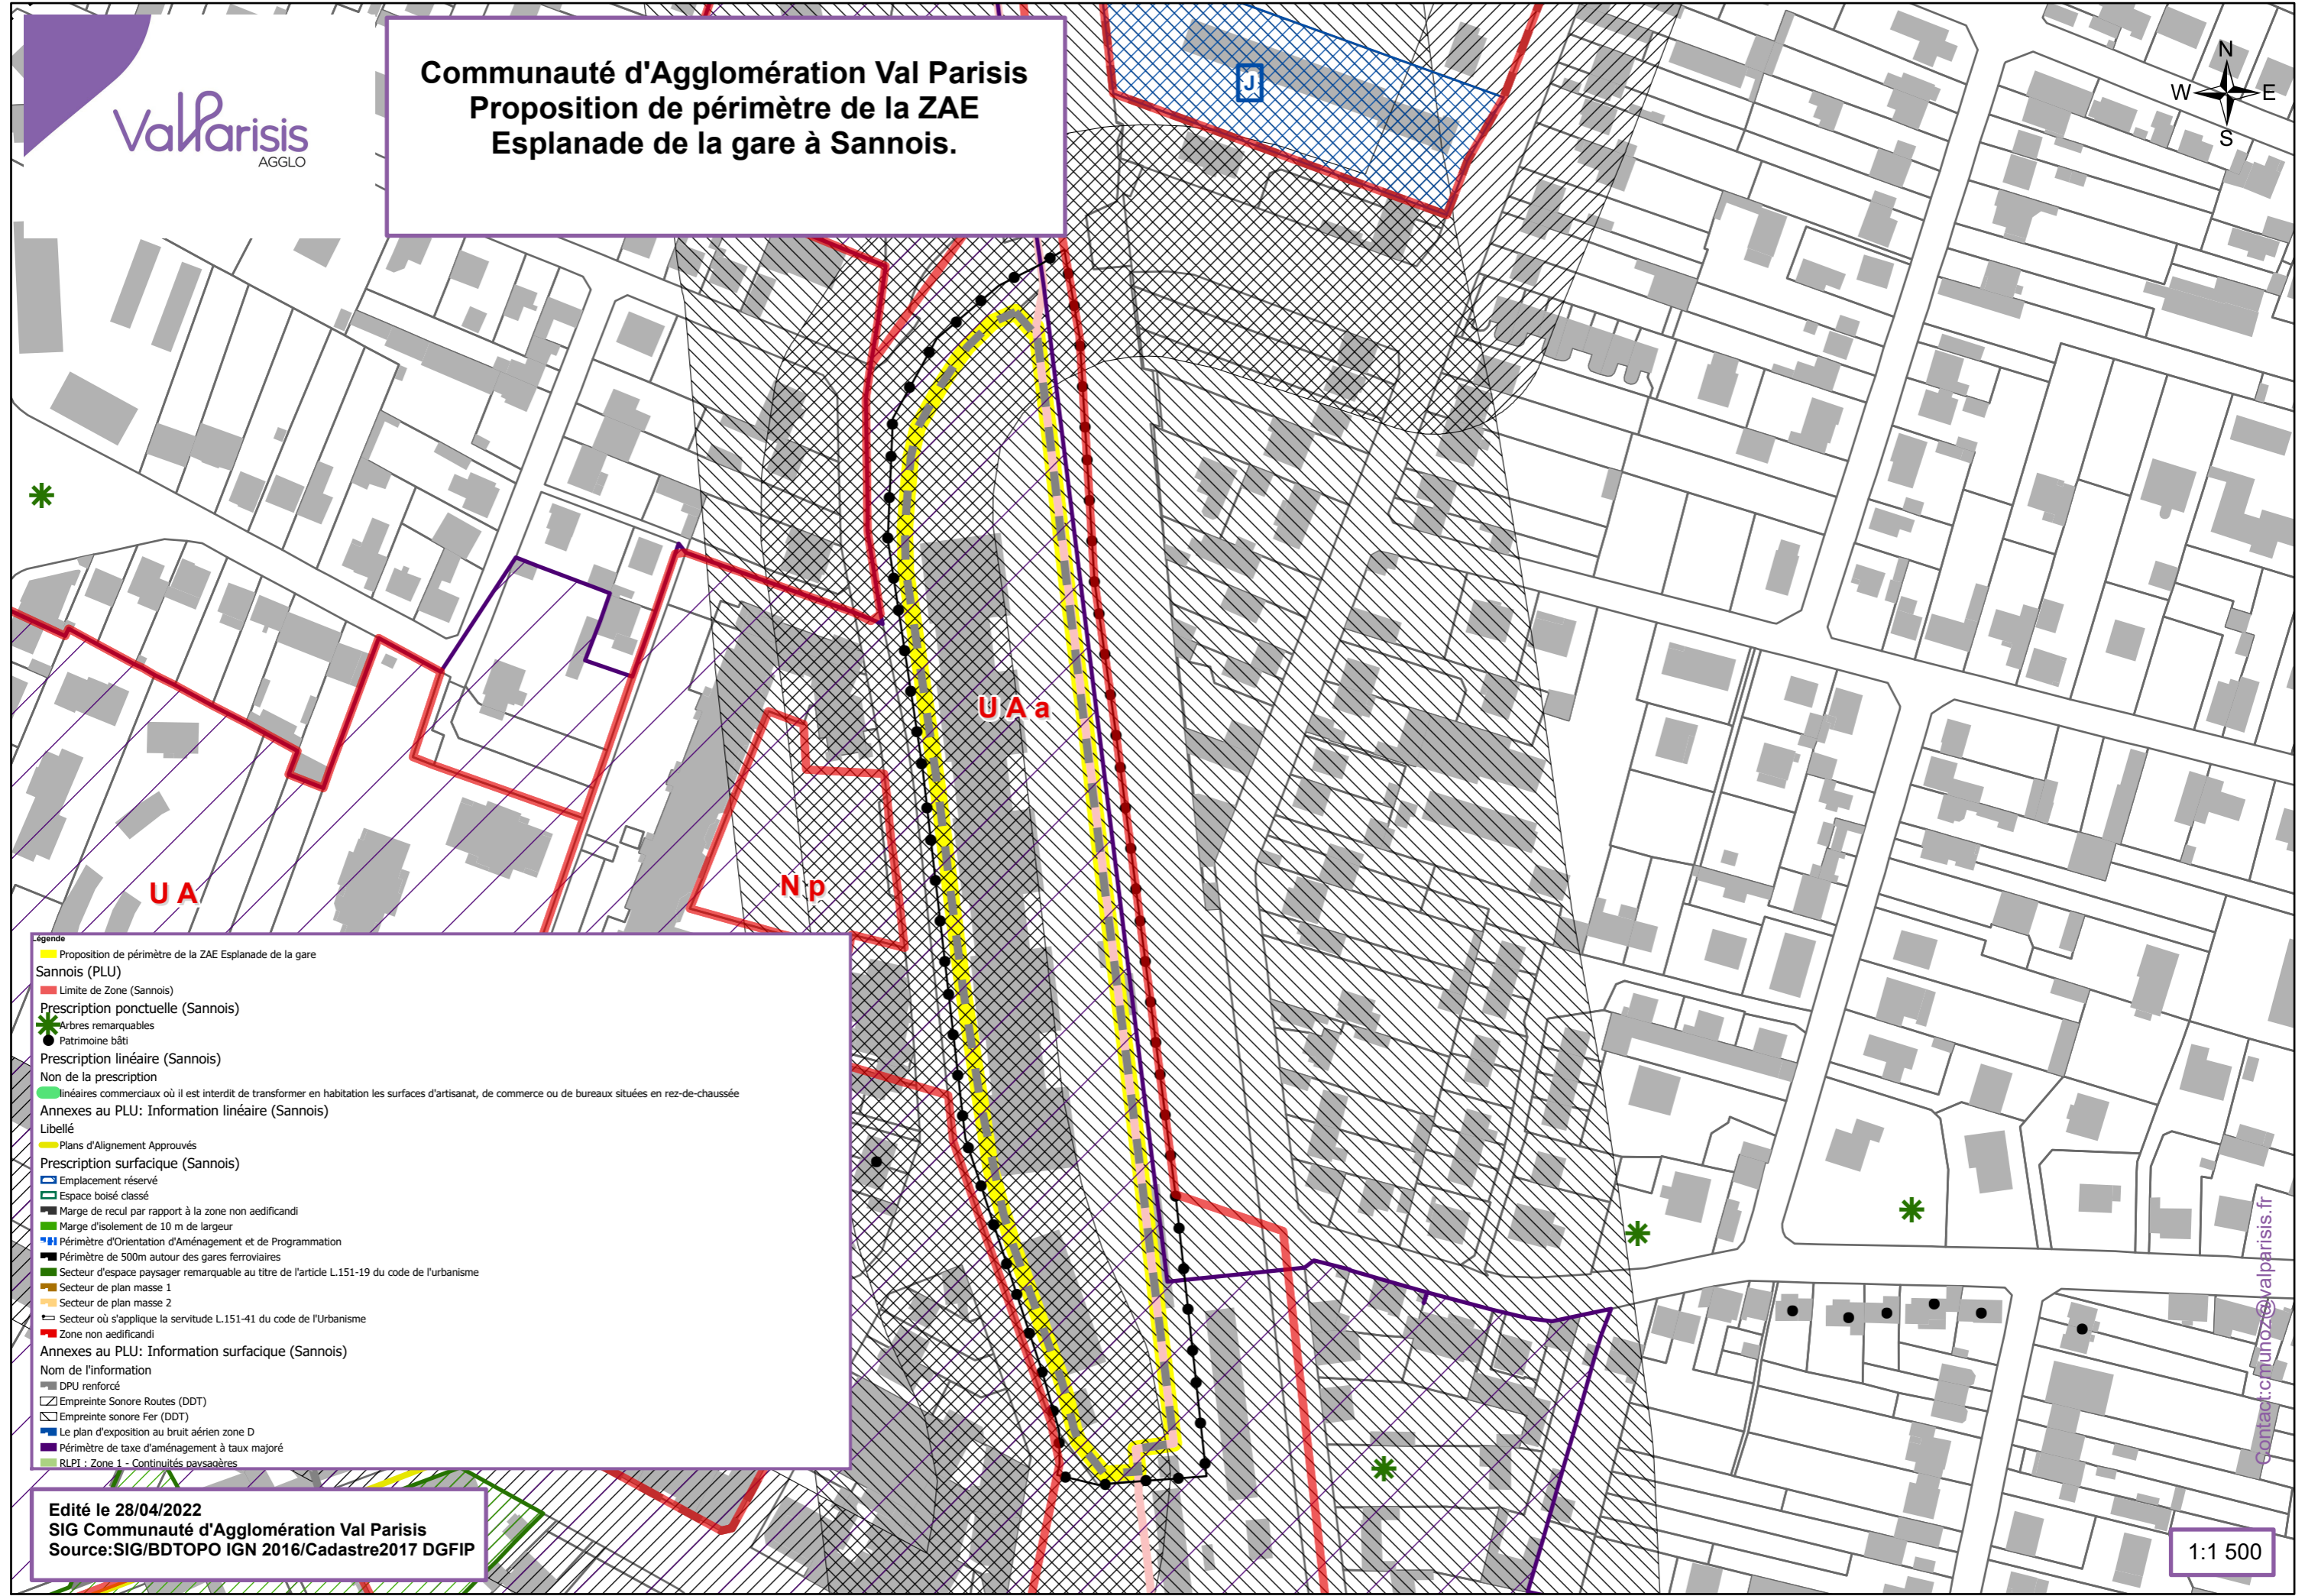 ValParisis
AGGLO
Communauté d'Agglomération Val Parisis
Proposition de périmètre de la ZAE
Esplanade de la gare à Sannois.
J
N
W E
S
U A a
N p
U A
Légende
Proposition de périmètre de la ZAE Esplanade de la gare
Sannois (PLU)
Limite de Zone (Sannois)
Prescription ponctuelle (Sannois)
Arbres remarquables
Patrimoine bâti
Prescription linéaire (Sannois)
Non de la prescription
linéaires commerciaux où il est interdit de transformer en habitation les surfaces d'artisanat, de commerce ou de bureaux situées en rez-de-chaussée
Annexes au PLU: Information linéaire (Sannois)
Libellé
Plans d'Alignement Approuvés
Prescription surfacique (Sannois)
Emplacement réservé
Espace boisé classé
Marge de recul par rapport à la zone non aedificandi
Marge d'isolement de 10 m de largeur
Périmètre d'Orientation d'Aménagement et de Programmation
Périmètre de 500m autour des gares ferroviaires
Secteur d'espace paysager remarquable au titre de l'article L.151-19 du code de l'urbanisme
Secteur de plan masse 1
Secteur de plan masse 2
Secteur où s'applique la servitude L.151-41 du code de l'Urbanisme
Zone non aedificandi
Annexes au PLU: Information surfacique (Sannois)
Nom de l'information
DPU renforcé
Empreinte Sonore Routes (DDT)
Empreinte sonore Fer (DDT)
Le plan d'exposition au bruit aérien zone D
Périmètre de taxe d'aménagement à taux majoré
RLPI : Zone 1 - Continuités paysagères
Edité le 28/04/2022
SIG Communauté d'Agglomération Val Parisis
Source:SIG/BDTOPO IGN 2016/Cadastre2017 DGFIP
Contact:cmunoz@valparisis.fr
1:1 500